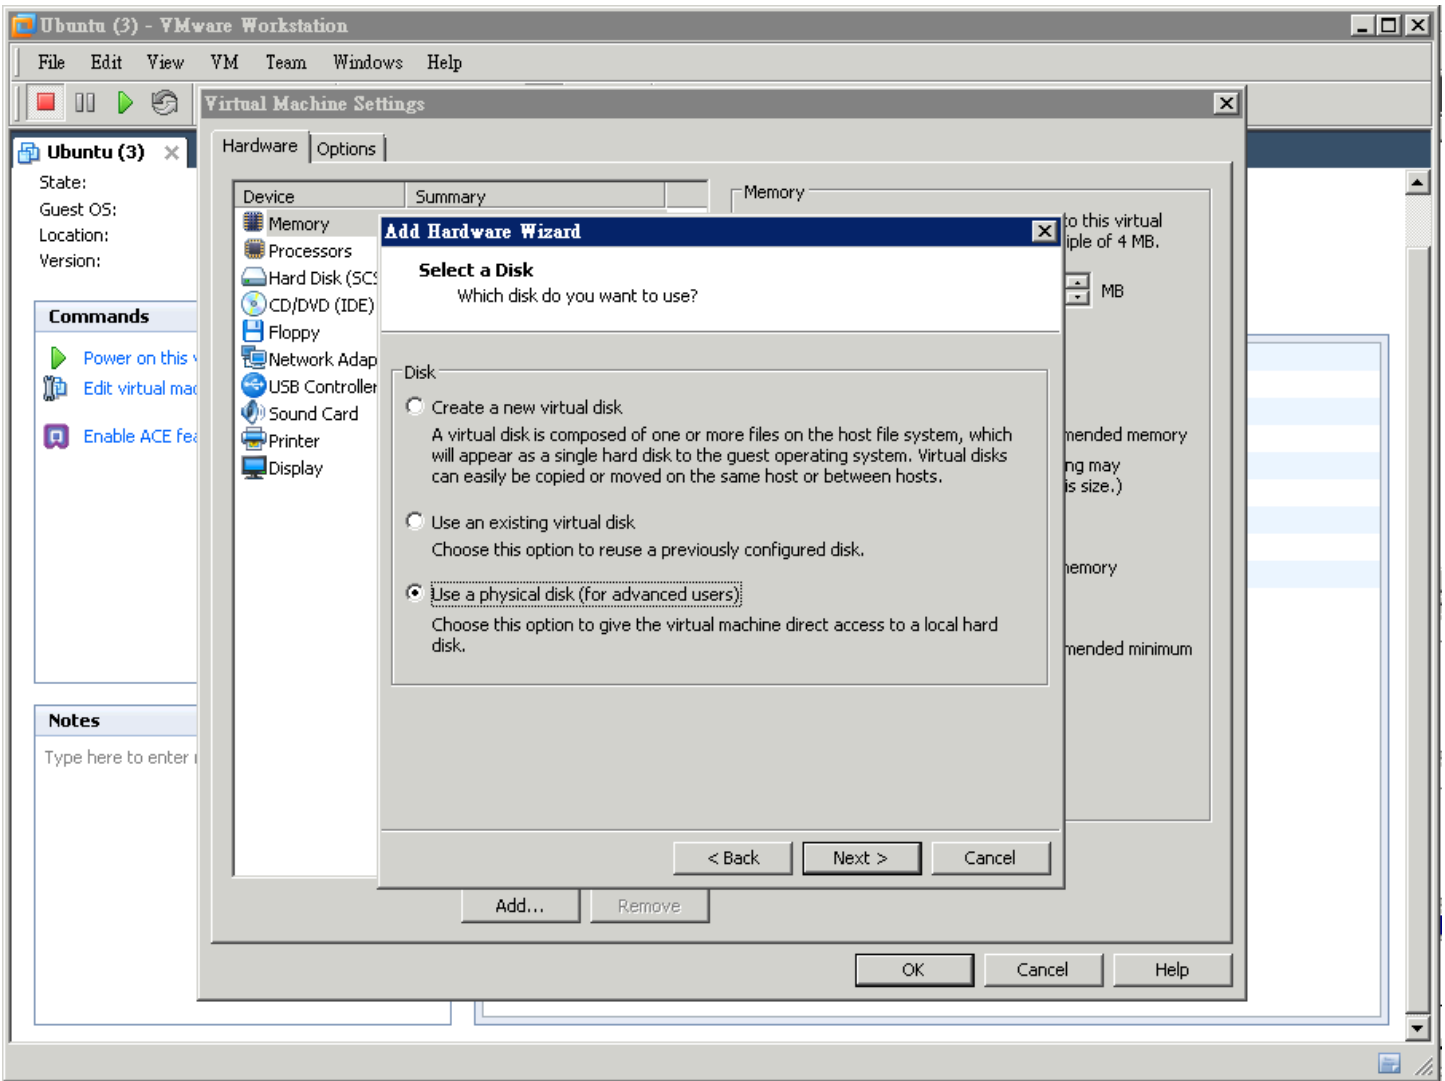 Ubuntu (3) - VMware Workstation
File Edit View VM Team Windows Help
Virtual Machine Settings
Ubuntu (3)
Hardware Options
State:
Guest OS:
Location:
Version:
Device Summary
Memory
Processors
Hard Disk (SCS
CD/DVD (IDE)
Floppy
Network Adap
USB Controller
Sound Card
Printer
Display
Memory
to this virtual
iple of 4 MB.
MB
mended memory
ng may
is size.)
memory
mended minimum
Commands
Power on this v
Edit virtual mac
Enable ACE fea
Notes
Type here to enter
Add Hardware Wizard
Select a Disk
Which disk do you want to use?
Disk
Create a new virtual disk
A virtual disk is composed of one or more files on the host file system, which
will appear as a single hard disk to the guest operating system. Virtual disks
can easily be copied or moved on the same host or between hosts.
Use an existing virtual disk
Choose this option to reuse a previously configured disk.
Use a physical disk (for advanced users)
Choose this option to give the virtual machine direct access to a local hard
disk.
< Back Next > Cancel
Add... Remove
OK Cancel Help